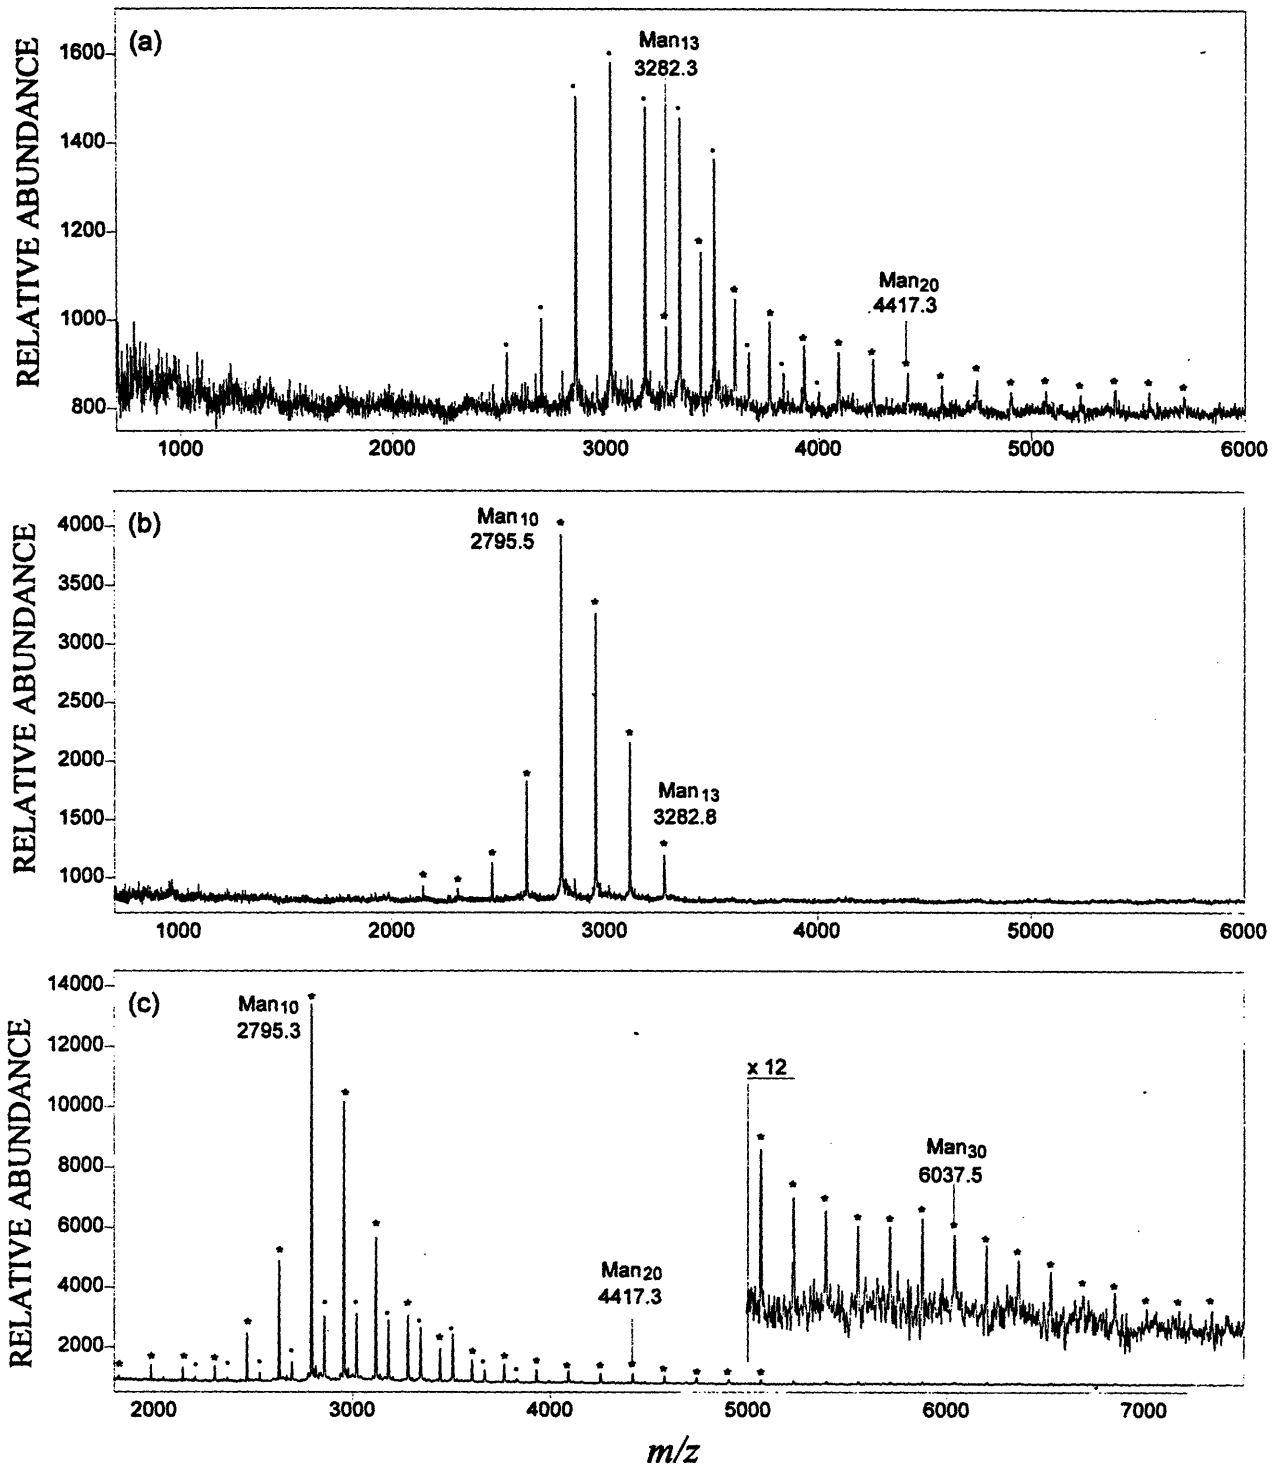 (a)
Man13
3282.3
Man20
4417.3
RELATIVE ABUNDANCE
1600
1400
1200
1000
800
1000 2000 3000 4000 5000 6000
(b)
Man10
2795.5
Man13
3282.8
RELATIVE ABUNDANCE
4000
3500
3000
2500
2000
1500
1000
1000 2000 3000 4000 5000 6000
(c)
Man10
2795.3
x 12
Man30
6037.5
Man20
4417.3
RELATIVE ABUNDANCE
14000
12000
10000
8000
6000
4000
2000
2000 3000 4000 5000 6000 7000
m/z